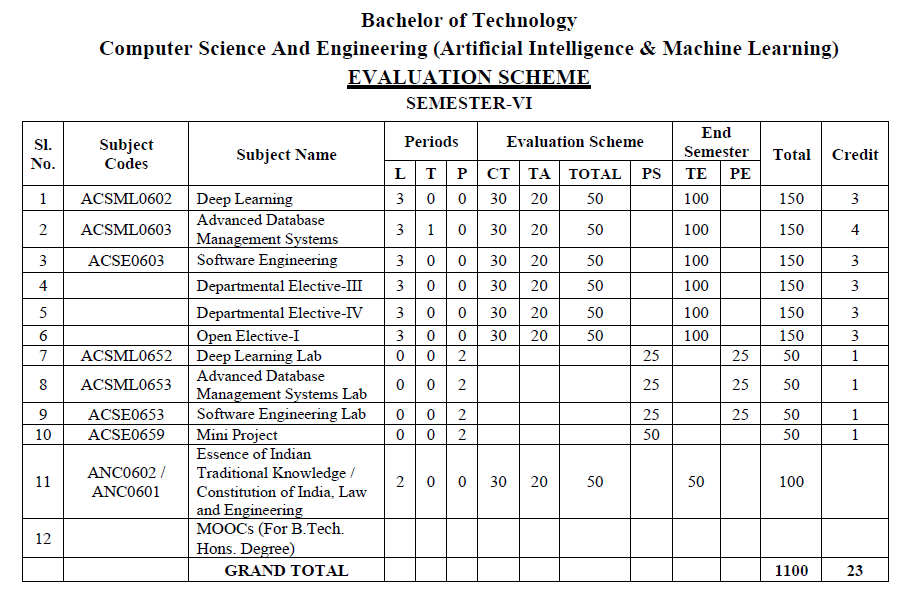 Bachelor of Technology
Computer Science And Engineering (Artificial Intelligence & Machine Learning)
EVALUATION SCHEME
SEMESTER-VI
Sl. No. Subject Codes Subject Name Periods Evaluation Scheme End Semester Total Credit
L T P CT TA TOTAL PS TE PE
1 ACSML0602 Deep Learning 3 0 0 30 20 50 100 150 3
2 ACSML0603 Advanced Database Management Systems 3 1 0 30 20 50 100 150 4
3 ACSE0603 Software Engineering 3 0 0 30 20 50 100 150 3
4 Departmental Elective-III 3 0 0 30 20 50 100 150 3
5 Departmental Elective-IV 3 0 0 30 20 50 100 150 3
6 Open Elective-I 3 0 0 30 20 50 100 150 3
7 ACSML0652 Deep Learning Lab 0 0 2 25 25 50 1
8 ACSML0653 Advanced Database Management Systems Lab 0 0 2 25 25 50 1
9 ACSE0653 Software Engineering Lab 0 0 2 25 25 50 1
10 ACSE0659 Mini Project 0 0 2 50 50 1
11 ANC0602 / ANC0601 Essence of Indian Traditional Knowledge / Constitution of India, Law and Engineering 2 0 0 30 20 50 50 100
12 MOOCs (For B.Tech. Hons. Degree)
GRAND TOTAL 1100 23